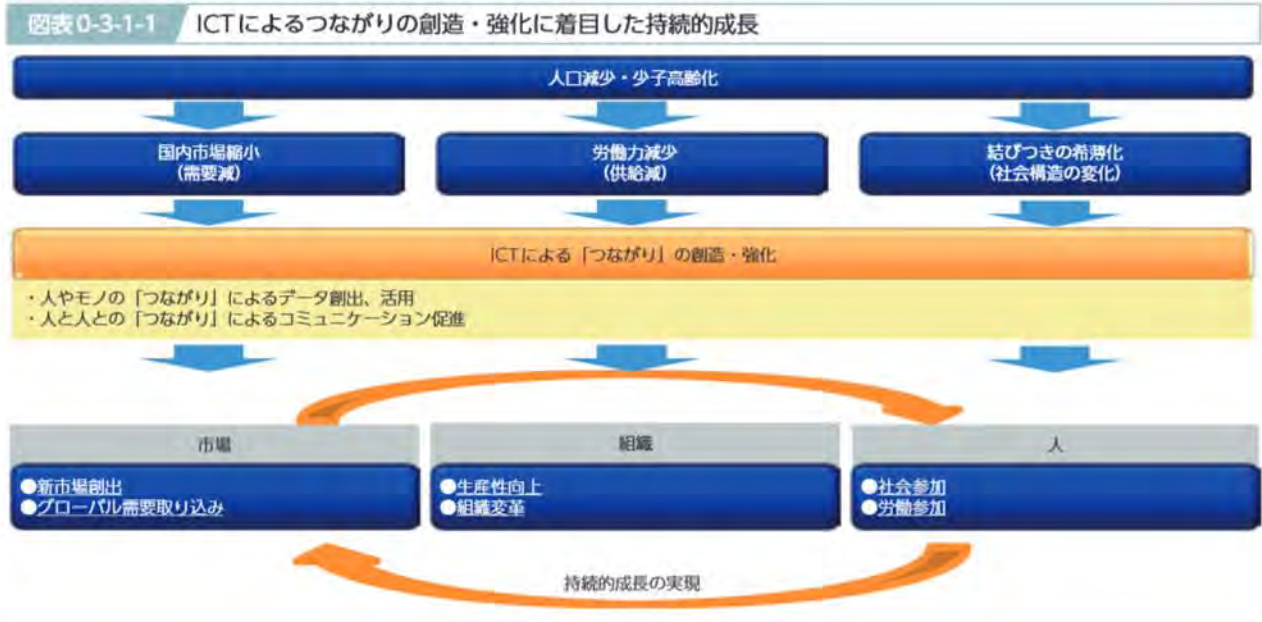 図表0-3-1-1 ICTによるつながりの創造・強化に着目した持続的成長
人口減少・少子高齢化
国内市場縮小
(需要減)
労働力減少
(供給減)
結びつきの希薄化
(社会構造の変化)
ICTによる「つながり」の創造・強化
・人やモノの「つながり」によるデータ創出、活用
・人と人との「つながり」によるコミュニケーション促進
市場
●新市場創出
●グローバル需要取り込み
組織
●生産性向上
●組織変革
人
●社会参加
●労働参加
持続的成長の実現